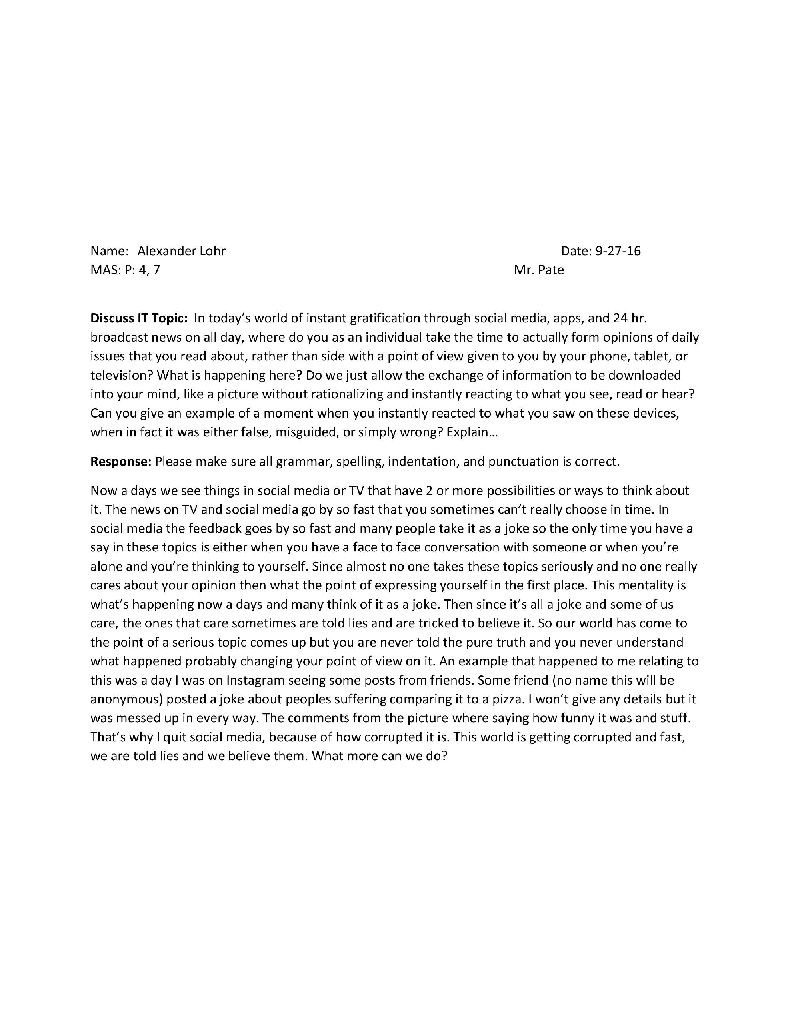 Name: Alexander Lohr Date: 9-27-16
MAS: P: 4, 7 Mr. Pate
Discuss IT Topic: In today's world of instant gratification through social media, apps, and 24 hr.
broadcast news on all day, where do you as an individual take the time to actually form opinions of daily
issues that you read about, rather than side with a point of view given to you by your phone, tablet, or
television? What is happening here? Do we just allow the exchange of information to be downloaded
into your mind, like a picture without rationalizing and instantly reacting to what you see, read or hear?
Can you give an example of a moment when you instantly reacted to what you saw on these devices,
when in fact it was either false, misguided, or simply wrong? Explain…
Response: Please make sure all grammar, spelling, indentation, and punctuation is correct.
Now a days we see things in social media or TV that have 2 or more possibilities or ways to think about
it. The news on TV and social media go by so fast that you sometimes can't really choose in time. In
social media the feedback goes by so fast and many people take it as a joke so the only time you have a
say in these topics is either when you have a face to face conversation with someone or when you're
alone and you're thinking to yourself. Since almost no one takes these topics seriously and no one really
cares about your opinion then what the point of expressing yourself in the first place. This mentality is
what's happening now a days and many think of it as a joke. Then since it's all a joke and some of us
care, the ones that care sometimes are told lies and are tricked to believe it. So our world has come to
the point of a serious topic comes up but you are never told the pure truth and you never understand
what happened probably changing your point of view on it. An example that happened to me relating to
this was a day I was on Instagram seeing some posts from friends. Some friend (no name this will be
anonymous) posted a joke about peoples suffering comparing it to a pizza. I won't give any details but it
was messed up in every way. The comments from the picture where saying how funny it was and stuff.
That's why I quit social media, because of how corrupted it is. This world is getting corrupted and fast,
we are told lies and we believe them. What more can we do?